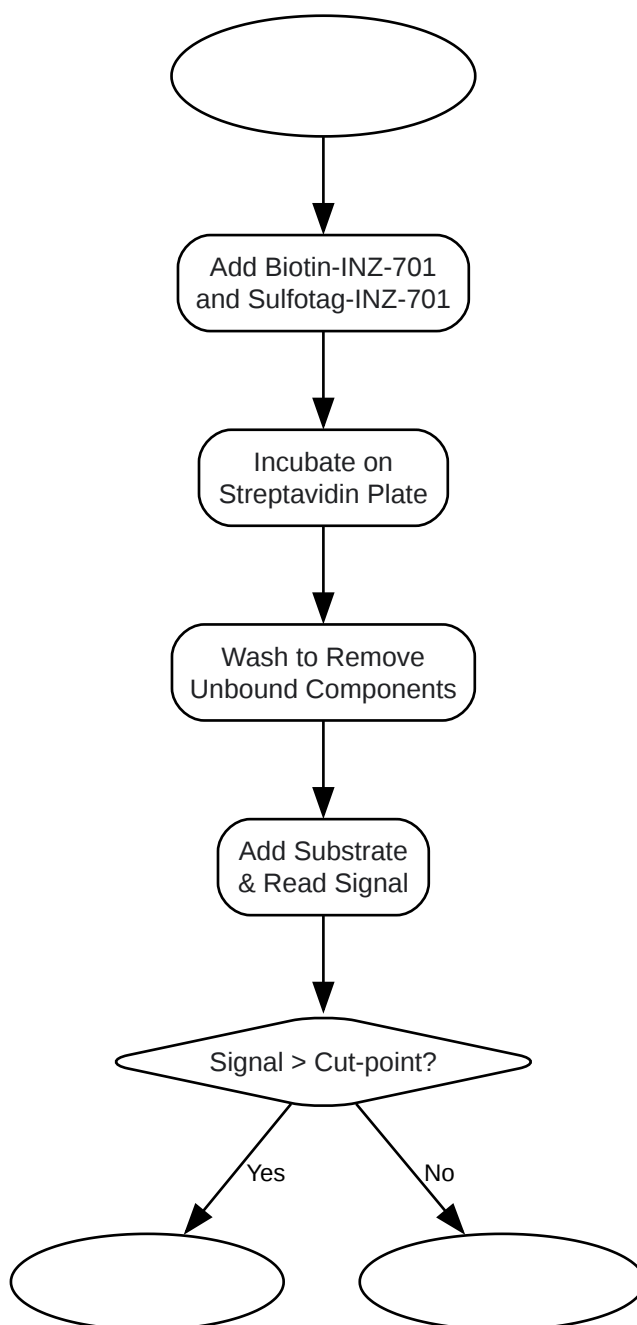 Add Biotin-INZ-701
and Sulfotag-INZ-701
Incubate on
Streptavidin Plate
Wash to Remove
Unbound Components
Add Substrate
& Read Signal
Signal > Cut-point?
Yes
No